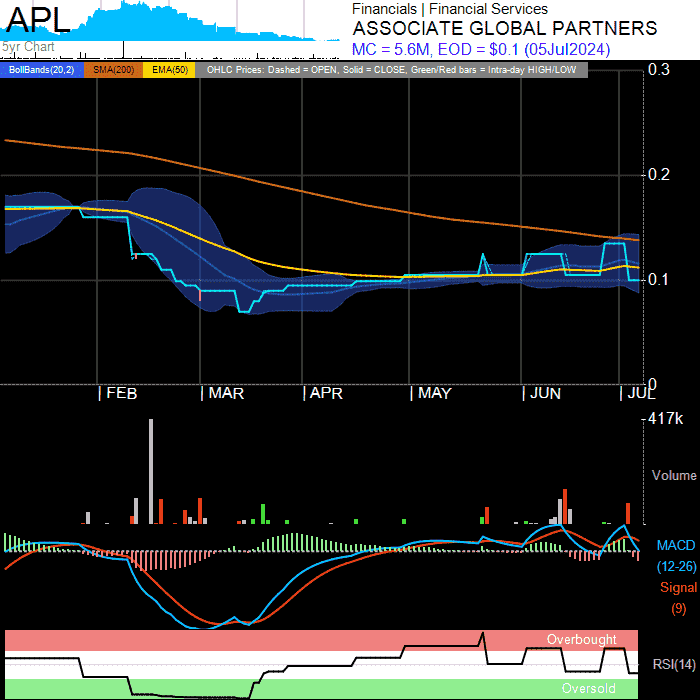 APL
5yr Chart
Financials | Financial Services
ASSOCIATE GLOBAL PARTNERS
MC = 5.6M, EOD = $0.1 (05Jul2024)
BollBands(20,2) SMA(200) EMA(50) OHLC Prices: Dashed = OPEN, Solid = CLOSE, Green/Red bars = Intra-day HIGH/LOW
0.3
0.2
0.1
0
| FEB | MAR | APR | MAY | JUN | JUL
417k
Volume
MACD
(12-26)
Signal
(9)
Overbought
RSI(14)
Oversold